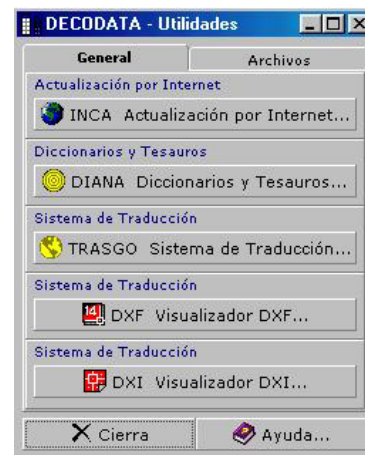 DECODATA - Utilidades
General Archivos
Actualización por Internet
INCA Actualización por Internet...
Diccionarios y Tesauros
DIANA Diccionarios y Tesauros...
Sistema de Traducción
TRASGO Sistema de Traducción...
Sistema de Traducción
14 DXF Visualizador DXF...
Sistema de Traducción
DXI Visualizador DXI...
Cierra Ayuda...